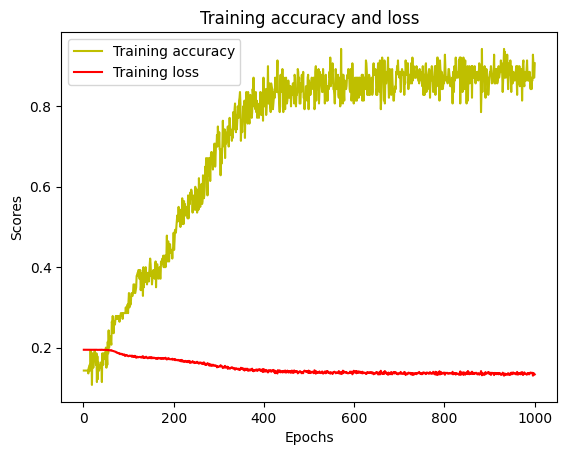 Training accuracy and loss
Training accuracy
Training loss
Scores
0.8
0.6
0.4
0.2
0 200 400 600 800 1000
Epochs